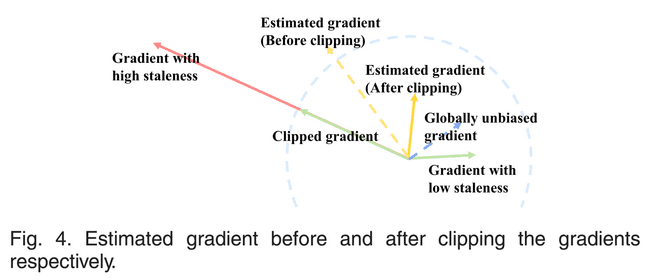 Estimated gradient
(Before clipping)
Gradient with
high staleness
Estimated gradient
(After clipping)
Globally unbiased
gradient
Clipped gradient
Gradient with
low staleness
Fig. 4. Estimated gradient before and after clipping the gradients
respectively.